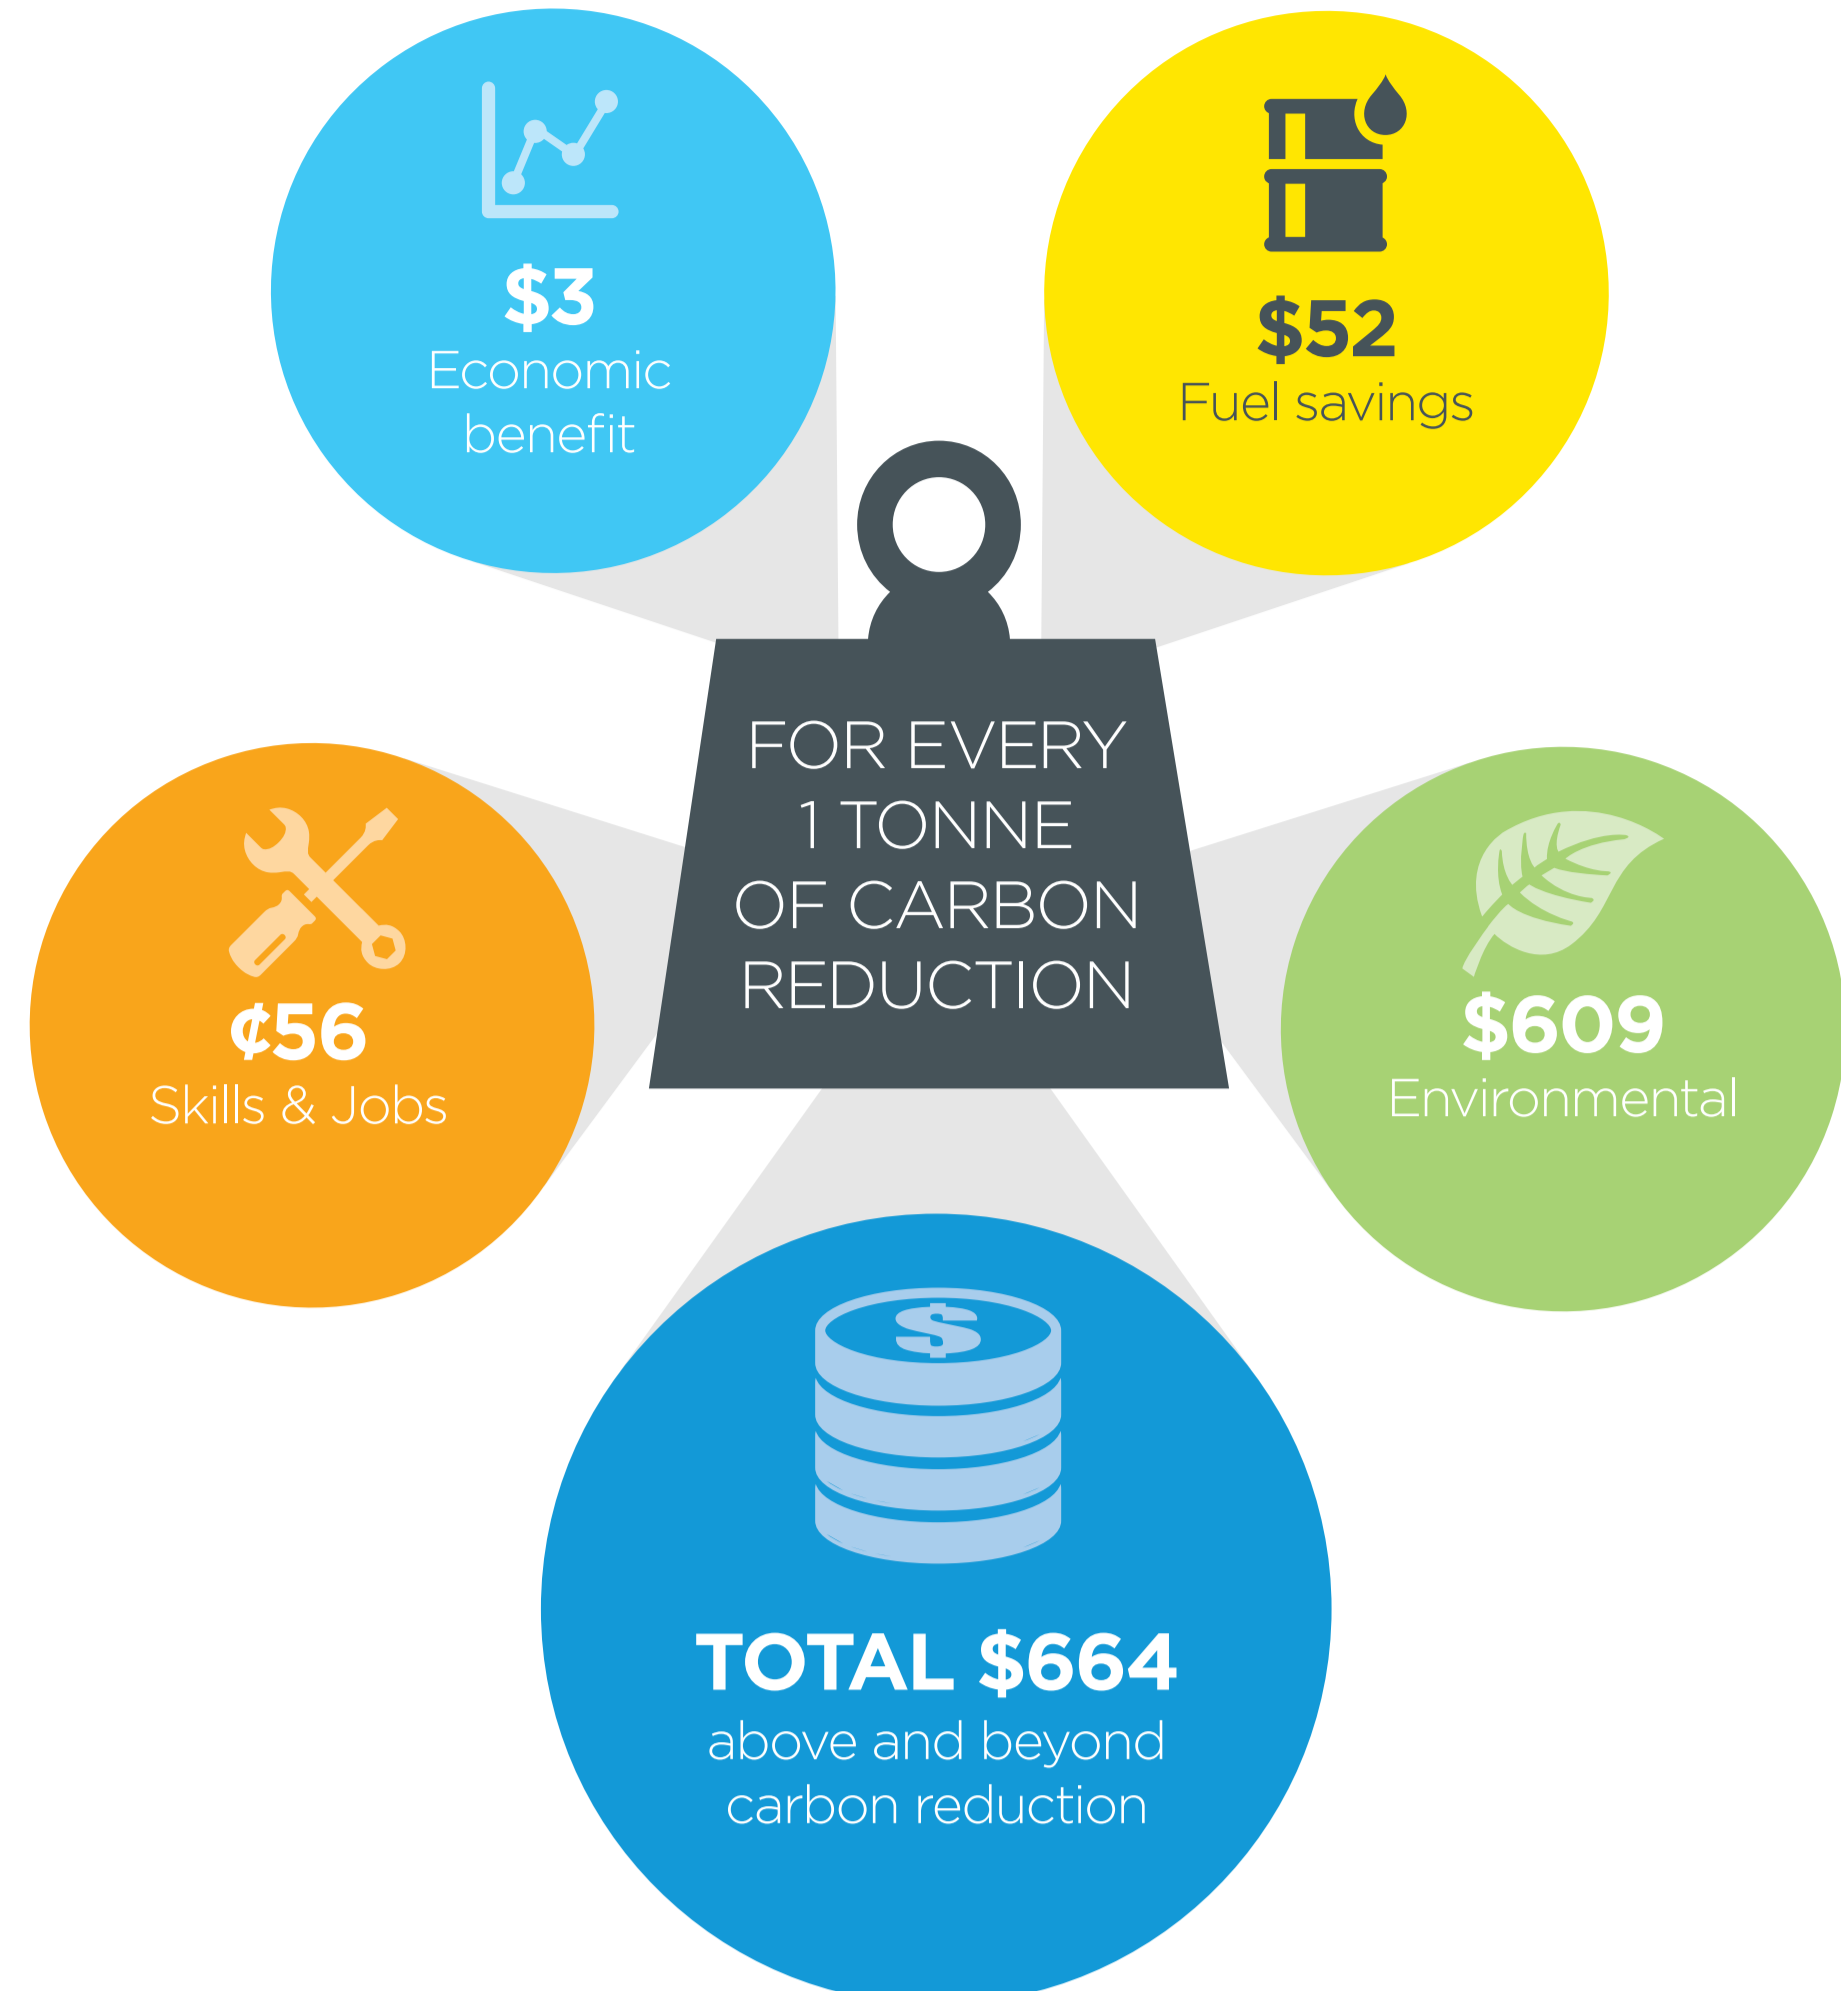 $3
Economic
benefit
$52
Fuel savings
FOR EVERY
1 TONNE
OF CARBON
REDUCTION
¢56
Skills & Jobs
$609
Environmental
$
TOTAL $664
above and beyond
carbon reduction